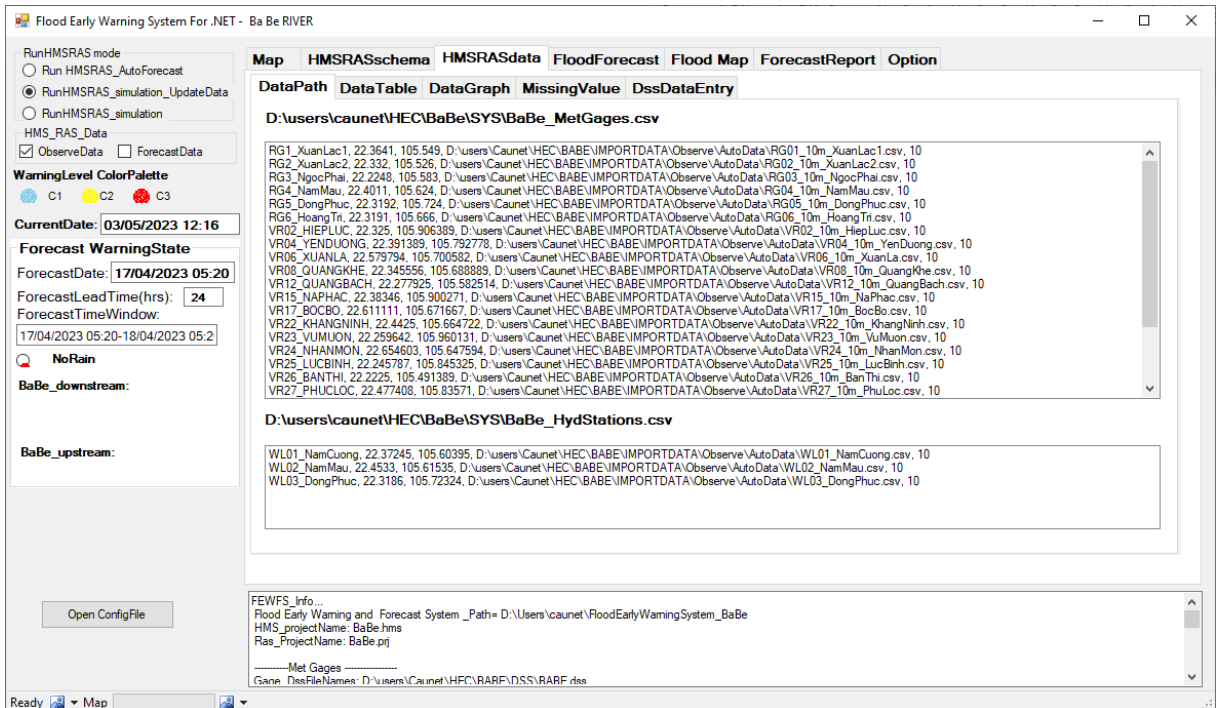 Flood Early Warning System For .NET - Ba Be RIVER
RunHMSRAS mode
Run HMSRAS_AutoForecast
RunHMSRAS_simulation_UpdateData
RunHMSRAS_simulation
HMS_RAS_Data
ObserveData ForecastData
WarningLevel ColorPalette
C1 C2 C3
CurrentDate: 03/05/2023 12:16
Forecast WarningState
ForecastDate: 17/04/2023 05:20
ForecastLeadTime(hrs): 24
ForecastTimeWindow:
17/04/2023 05:20-18/04/2023 05:2
NoRain
BaBe_downstream:
BaBe_upstream:
Open ConfigFile
Map HMSRASschema HMSRASdata FloodForecast Flood Map ForecastReport Option
DataPath DataTable DataGraph MissingValue DssDataEntry
D:\users\caunet\HEC\BaBe\SYS\BaBe_MetGages.csv
RG1_XuanLac1, 22.3641, 105.549, D:\users\Caunet\HEC\BABE\IMPORTDATA\Observe\AutoData\RG01_10m_XuanLac1.csv, 10
RG2_XuanLac2, 22.332, 105.526, D:\users\Caunet\HEC\BABE\IMPORTDATA\Observe\AutoData\RG02_10m_XuanLac2.csv, 10
RG3_NgocPhai, 22.2248, 105.583, D:\users\Caunet\HEC\BABE\IMPORTDATA\Observe\AutoData\RG03_10m_NgocPhai.csv, 10
RG4_NamMau, 22.4011, 105.624, D:\users\Caunet\HEC\BABE\IMPORTDATA\Observe\AutoData\RG04_10m_NamMau.csv, 10
RG5_DongPhuc, 22.3192, 105.724, D:\users\Caunet\HEC\BABE\IMPORTDATA\Observe\AutoData\RG05_10m_DongPhuc.csv, 10
RG6_HoangTri, 22.3191, 105.666, D:\users\Caunet\HEC\BABE\IMPORTDATA\Observe\AutoData\RG06_10m_HoangTri.csv, 10
VR02_HIEPLUC, 22.325, 105.906389, D:\users\Caunet\HEC\BABE\IMPORTDATA\Observe\AutoData\VR02_10m_HiepLuc.csv, 10
VR04_YENDUONG, 22.391389, 105.792778, D:\users\Caunet\HEC\BABE\IMPORTDATA\Observe\AutoData\VR04_10m_YenDuong.csv, 10
VR06_XUANLA, 22.579794, 105.700582, D:\users\Caunet\HEC\BABE\IMPORTDATA\Observe\AutoData\VR06_10m_XuanLa.csv, 10
VR08_QUANGKHE, 22.345556, 105.688889, D:\users\Caunet\HEC\BABE\IMPORTDATA\Observe\AutoData\VR08_10m_QuangKhe.csv, 10
VR12_QUANGBACH, 22.277925, 105.582514, D:\users\Caunet\HEC\BABE\IMPORTDATA\Observe\AutoData\VR12_10m_QuangBach.csv, 10
VR15_NAPHAC, 22.38346, 105.900271, D:\users\Caunet\HEC\BABE\IMPORTDATA\Observe\AutoData\VR15_10m_NaPhac.csv, 10
VR17_BOCBO, 22.611111, 105.671667, D:\users\Caunet\HEC\BABE\IMPORTDATA\Observe\AutoData\VR17_10m_BocBo.csv, 10
VR22_KHANGNINH, 22.4425, 105.664722, D:\users\Caunet\HEC\BABE\IMPORTDATA\Observe\AutoData\VR22_10m_KhangNinh.csv, 10
VR23_VUMUON, 22.259642, 105.960131, D:\users\Caunet\HEC\BABE\IMPORTDATA\Observe\AutoData\VR23_10m_VuMuon.csv, 10
VR24_NHANMON, 22.654603, 105.647594, D:\users\Caunet\HEC\BABE\IMPORTDATA\Observe\AutoData\VR24_10m_NhanMon.csv, 10
VR25_LUCBINH, 22.245787, 105.845325, D:\users\Caunet\HEC\BABE\IMPORTDATA\Observe\AutoData\VR25_10m_LucBinh.csv, 10
VR26_BANTHI, 22.2225, 105.491389, D:\users\Caunet\HEC\BABE\IMPORTDATA\Observe\AutoData\VR26_10m_BanThi.csv, 10
VR27_PHUCLOC, 22.477408, 105.83571, D:\users\Caunet\HEC\BABE\IMPORTDATA\Observe\AutoData\VR27_10m_PhuLoc.csv, 10
D:\users\caunet\HEC\BaBe\SYS\BaBe_HydStations.csv
WL01_NamCuong, 22.37245, 105.60395, D:\users\Caunet\HEC\BABE\IMPORTDATA\Observe\AutoData\WL01_NamCuong.csv, 10
WL02_NamMau, 22.4533, 105.61535, D:\users\Caunet\HEC\BABE\IMPORTDATA\Observe\AutoData\WL02_NamMau.csv, 10
WL03_DongPhuc, 22.3186, 105.72324, D:\users\Caunet\HEC\BABE\IMPORTDATA\Observe\AutoData\WL03_DongPhuc.csv, 10
FEWFS_Info...
Flood Early Warning and Forecast System _Path= D:\Users\caunet\FloodEarlyWarningSystem_BaBe
HMS_projectName: BaBe.hms
Ras_ProjectName: BaBe.prj
-----------Met Gages -----------------
Gage_DssFileNames: D:\users\Caunet\HEC\BABE\DSS\BABE.dss
Ready Map